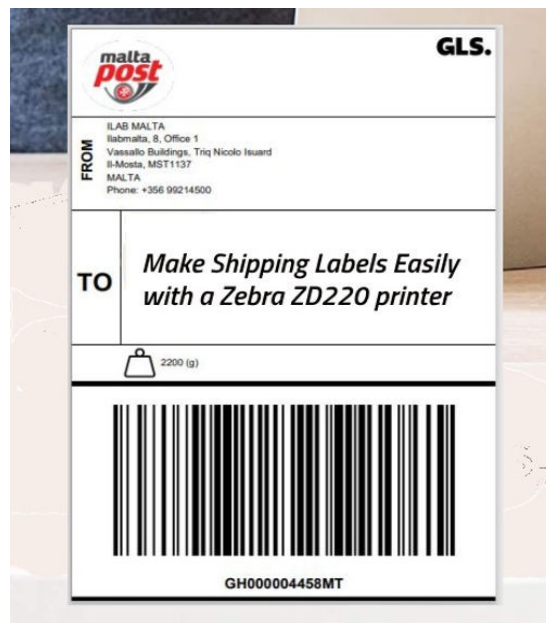 malta
post
GLS.
FROM
ILAB MALTA
Ilabmalta, 8, Office 1
Vassallo Buildings, Triq Nicolo Isuard
Il-Mosta, MST1137
MALTA
Phone: +356 99214500
TO
Make Shipping Labels Easily
with a Zebra ZD220 printer
2200 (g)
GH000004458MT